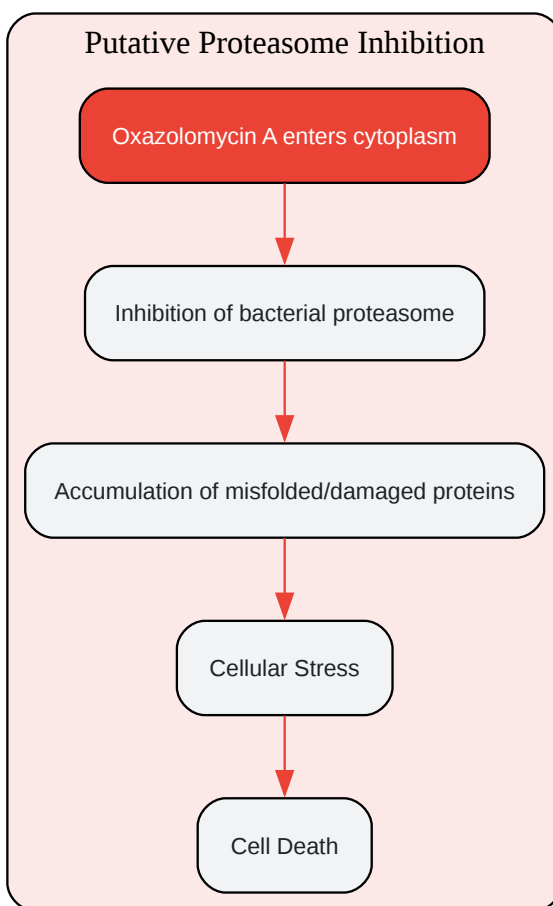 Putative Proteasome Inhibition
Oxazolomycin A enters cytoplasm
Inhibition of bacterial proteasome
Accumulation of misfolded/damaged proteins
Cellular Stress
Cell Death